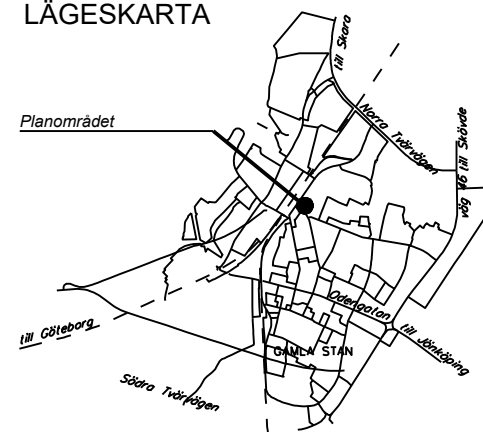 LÄGESKARTA
till Skara
Planområdet
Norra Tvärvägen
väg 46 till Skövde
Odengatan
till Jönköping
till Göteborg
GAMLA STAN
Södra Tvärvägen